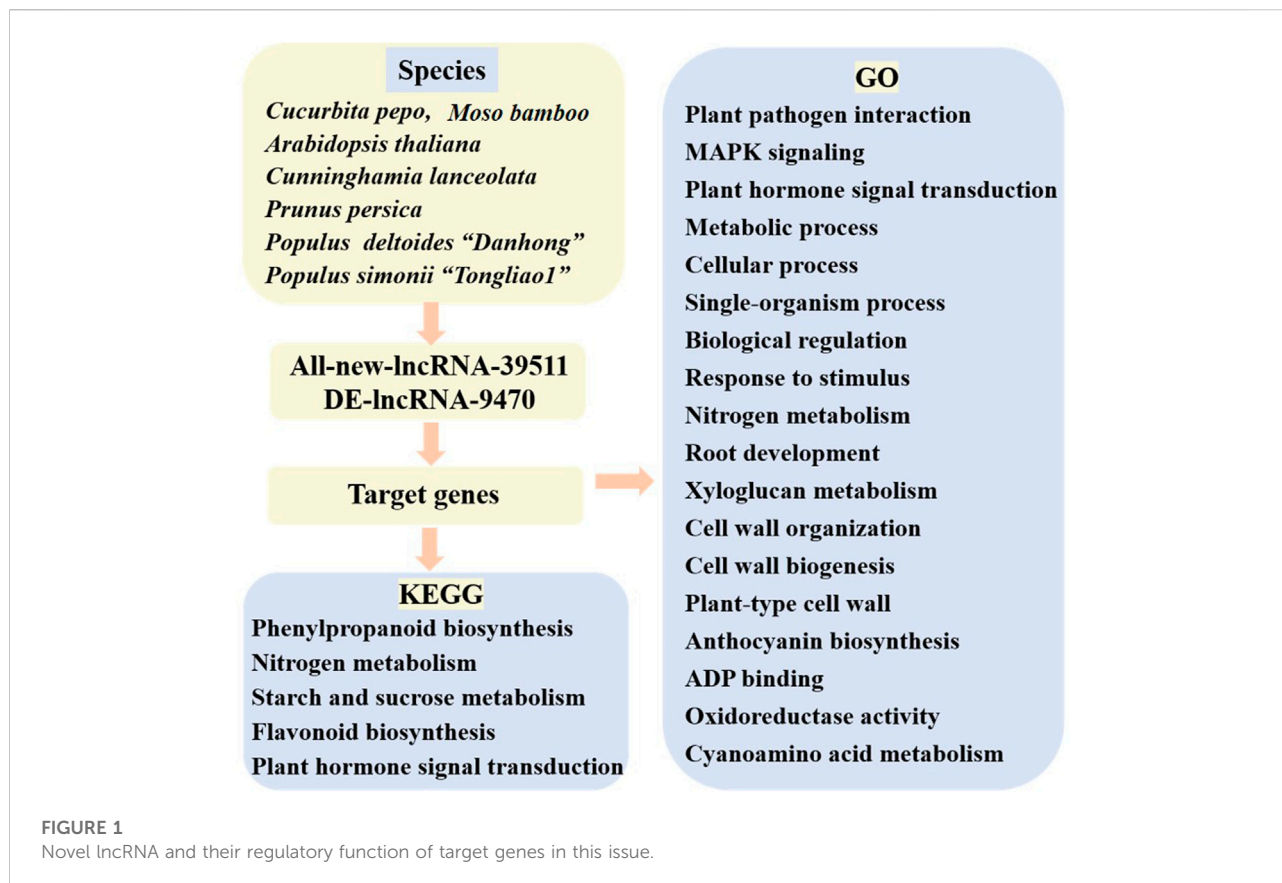 Species
Cucurbita pepo, Moso bamboo
Arabidopsis thaliana
Cunninghamia lanceolata
Prunus persica
Populus deltoides “Danhong”
Populus simonii “Tongliao1”
All-new-lncRNA-39511
DE-lncRNA-9470
Target genes
KEGG
Phenylpropanoid biosynthesis
Nitrogen metabolism
Starch and sucrose metabolism
Flavonoid biosynthesis
Plant hormone signal transduction
GO
Plant pathogen interaction
MAPK signaling
Plant hormone signal transduction
Metabolic process
Cellular process
Single-organism process
Biological regulation
Response to stimulus
Nitrogen metabolism
Root development
Xyloglucan metabolism
Cell wall organization
Cell wall biogenesis
Plant-type cell wall
Anthocyanin biosynthesis
ADP binding
Oxidoreductase activity
Cyanoamino acid metabolism
FIGURE 1
Novel lncRNA and their regulatory function of target genes in this issue.